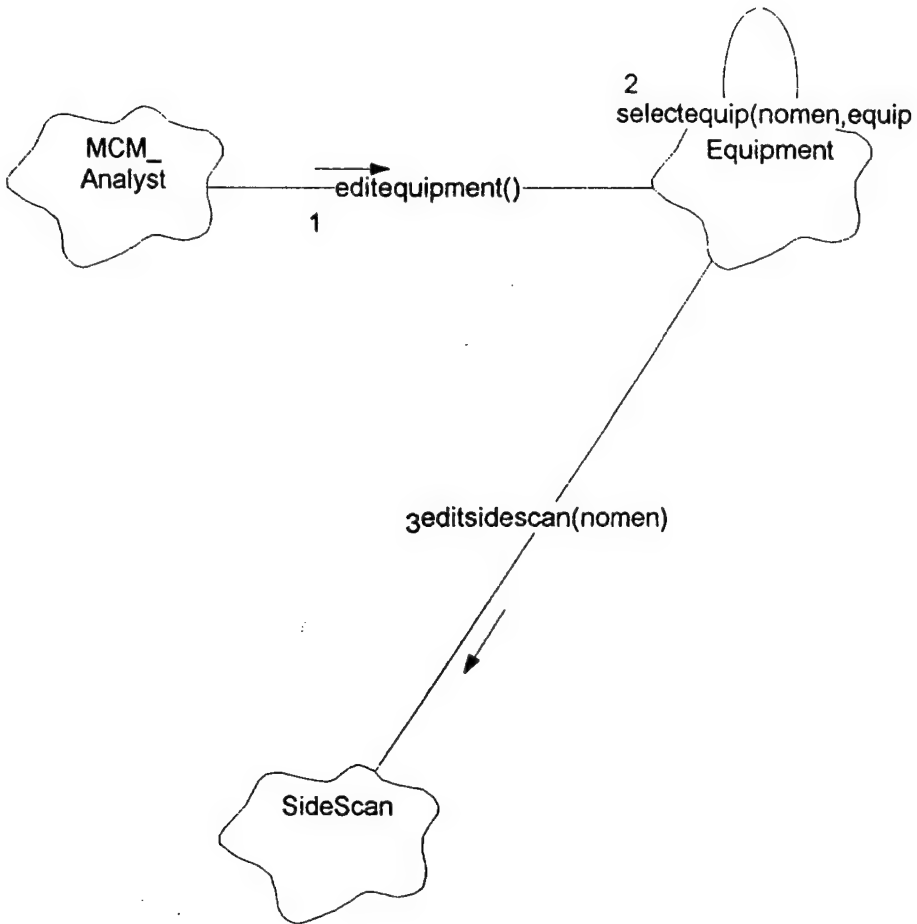 2
selectequip(nomen,equip
MCM_
Analyst
Equipment
editequipment()
1
3editsidescan(nomen)
SideScan